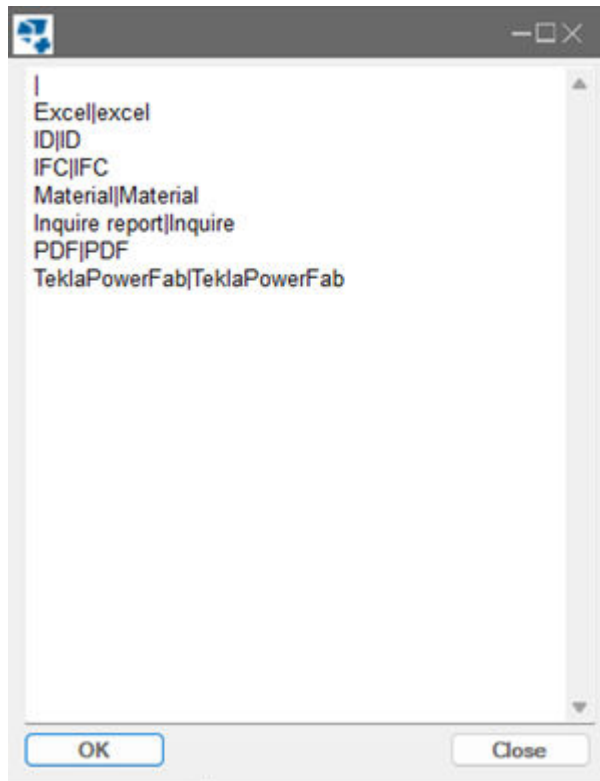 |
Excel|excel
ID|ID
IFC|IFC
Material|Material
Inquire report|Inquire
PDF|PDF
TeklaPowerFab|TeklaPowerFab
OK
Close